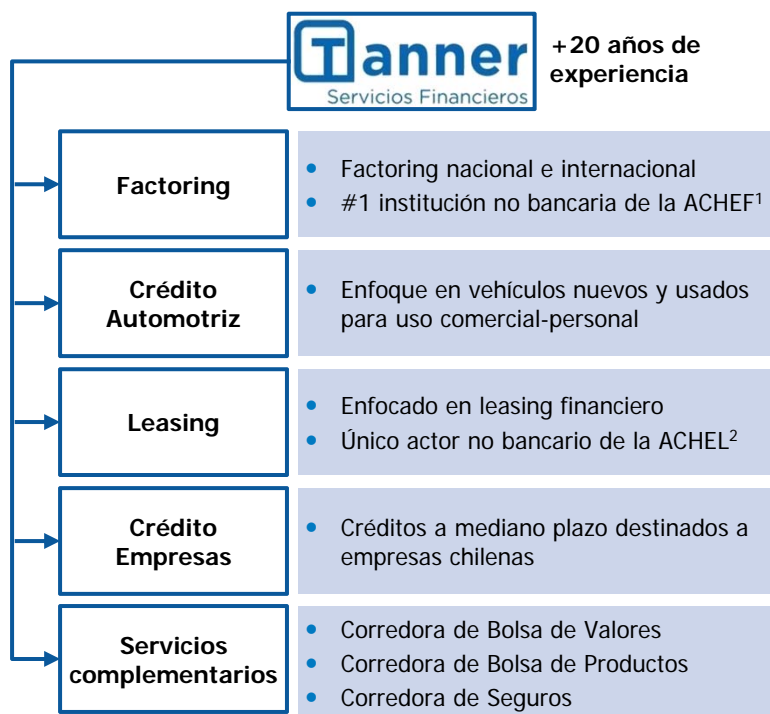 Tanner
Servicios Financieros
+20 años de
experiencia
Factoring
• Factoring nacional e internacional
• #1 institución no bancaria de la ACHEF¹
Crédito
Automotriz
• Enfoque en vehículos nuevos y usados
para uso comercial-personal
Leasing
• Enfocado en leasing financiero
• Único actor no bancario de la ACHEL²
Crédito
Empresas
• Créditos a mediano plazo destinados a
empresas chilenas
Servicios
complementarios
• Corredora de Bolsa de Valores
• Corredora de Bolsa de Productos
• Corredora de Seguros